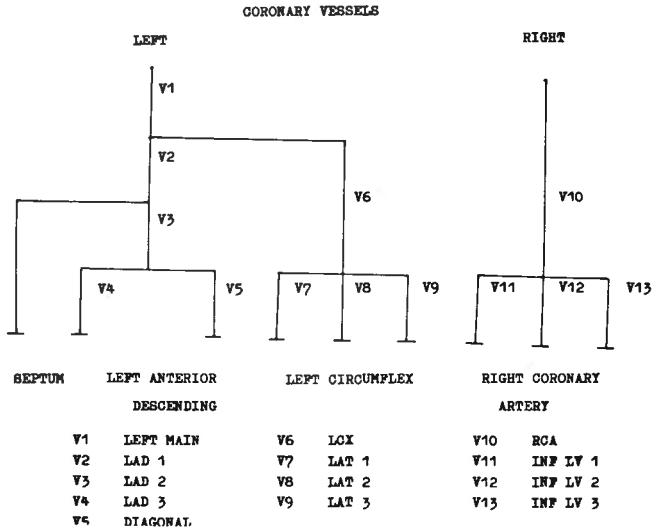 CORONARY VESSELS
LEFT RIGHT
V1
V2
V6 V10
V3
V4 V5 V7 V8 V9 V11 V12 V13
SEPTUM LEFT ANTERIOR LEFT CIRCUMFLEX RIGHT CORONARY
DESCENDING ARTERY
V1 LEFT MAIN V6 LCX V10 RCA
V2 LAD 1 V7 LAT 1 V11 INF LV 1
V3 LAD 2 V8 LAT 2 V12 INF LV 2
V4 LAD 3 V9 LAT 3 V13 INF LV 3
V5 DIAGONAL